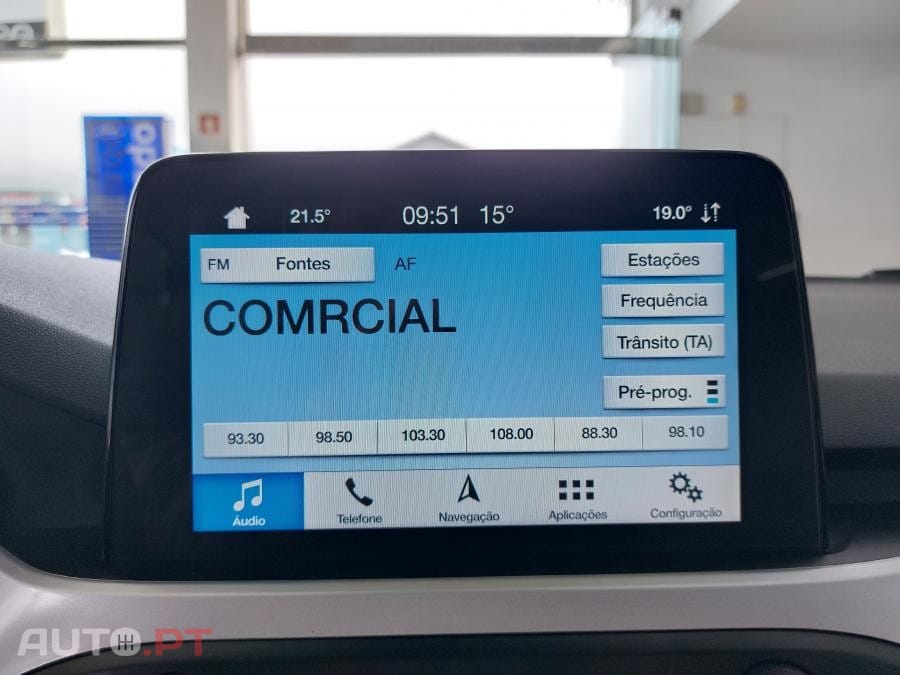 21.5° 09:51 15° 19.0°
FM Fontes AF Estações
COMRCIAL
Frequência
Trânsito (TA)
Pré-prog.
93.30 98.50 103.30 108.00 88.30 98.10
Áudio Telefone Navegação Aplicações Configuração
AUTO.PT